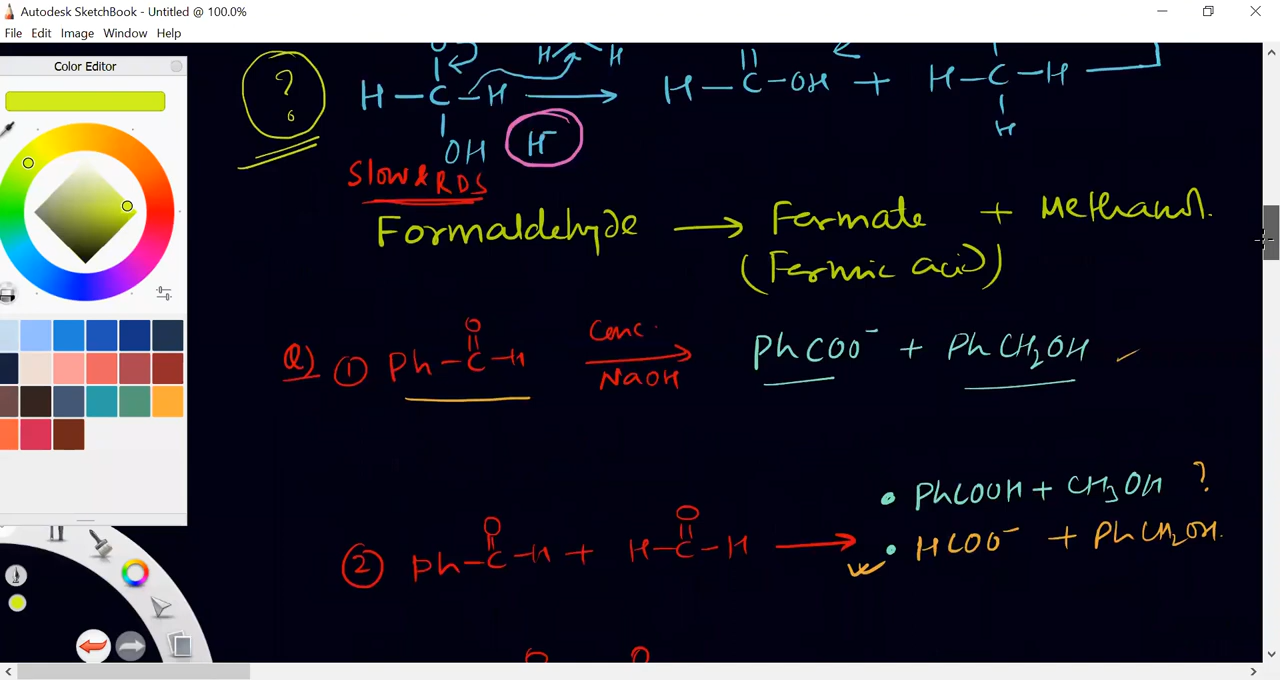 Autodesk SketchBook - Untitled @ 100.0%
File Edit Image Window Help
Color Editor
O H H
? H-C-H → H-C-OH + H-C-H
OH H⁻ H
Slow & RDS
Formaldehyde → Formate + Methanol.
(Formic acid)
Q) ① Ph-C-H O Conc. NaOH → PhCOO⁻ + PhCH₂OH
• PhCOOH + CH₃OH ?
② Ph-C-H O + H-C-H O → • HCOO⁻ + PhCH₂OH.
O O